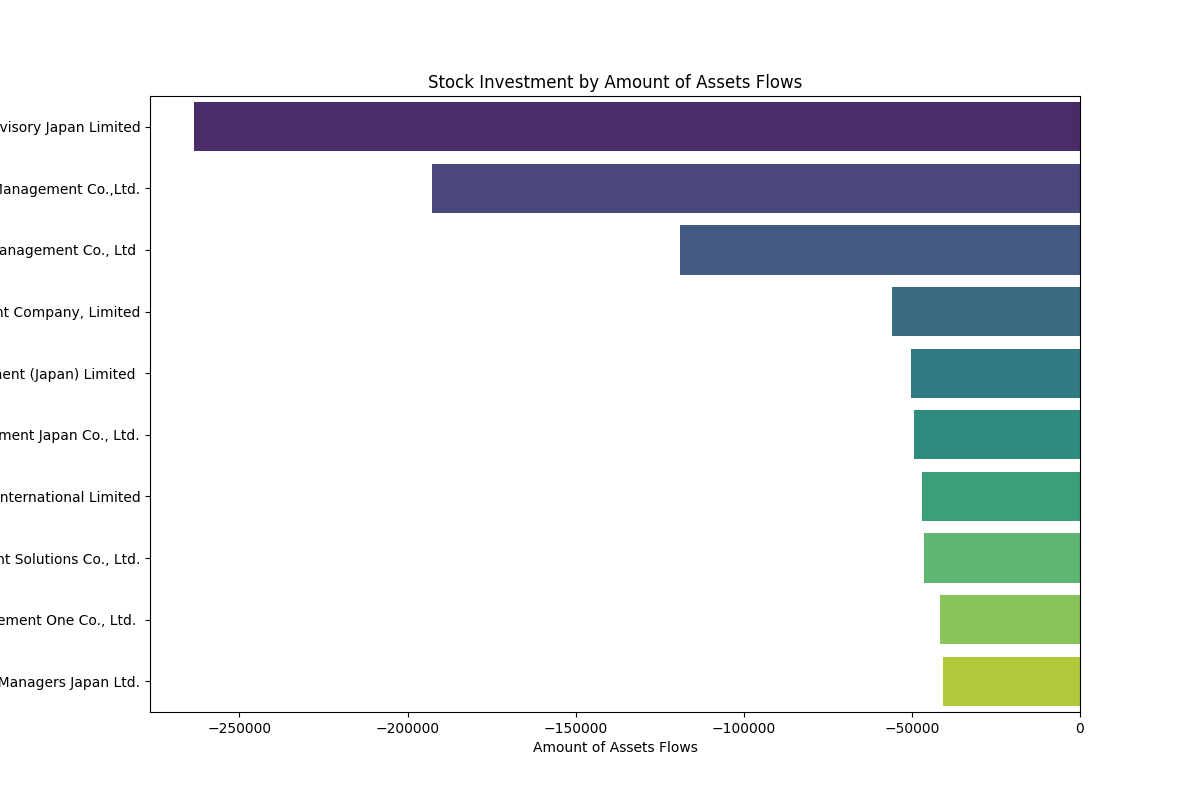 Stock Investment by Amount of Assets Flows
visory Japan Limited
Management Co.,Ltd.
anagement Co., Ltd
nt Company, Limited
ent (Japan) Limited
ment Japan Co., Ltd.
nternational Limited
nt Solutions Co., Ltd.
ement One Co., Ltd.
Managers Japan Ltd.
−250000 −200000 −150000 −100000 −50000 0
Amount of Assets Flows